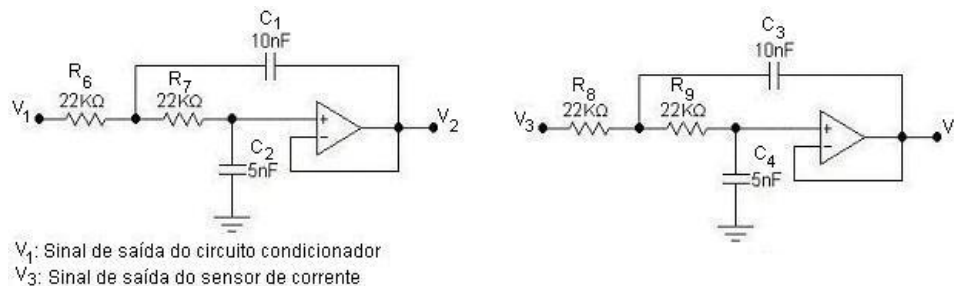 C1
10nF
R6
22KΩ
R7
22KΩ
V1
+
−
V2
C2
5nF
C3
10nF
R8
22KΩ
R9
22KΩ
V3
+
−
V
C4
5nF
V1: Sinal de saída do circuito condicionador
V3: Sinal de saída do sensor de corrente